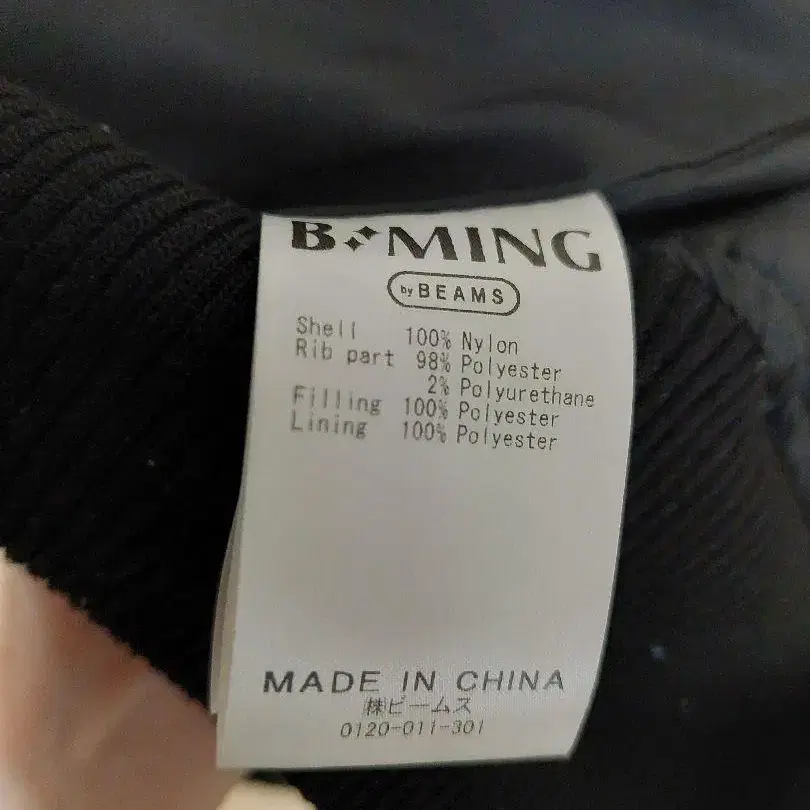 B MING
by BEAMS
Shell 100% Nylon
Rib part 98% Polyester
2% Polyurethane
Filling 100% Polyester
Lining 100% Polyester
MADE IN CHINA
㈱ビームス
0120-011-301